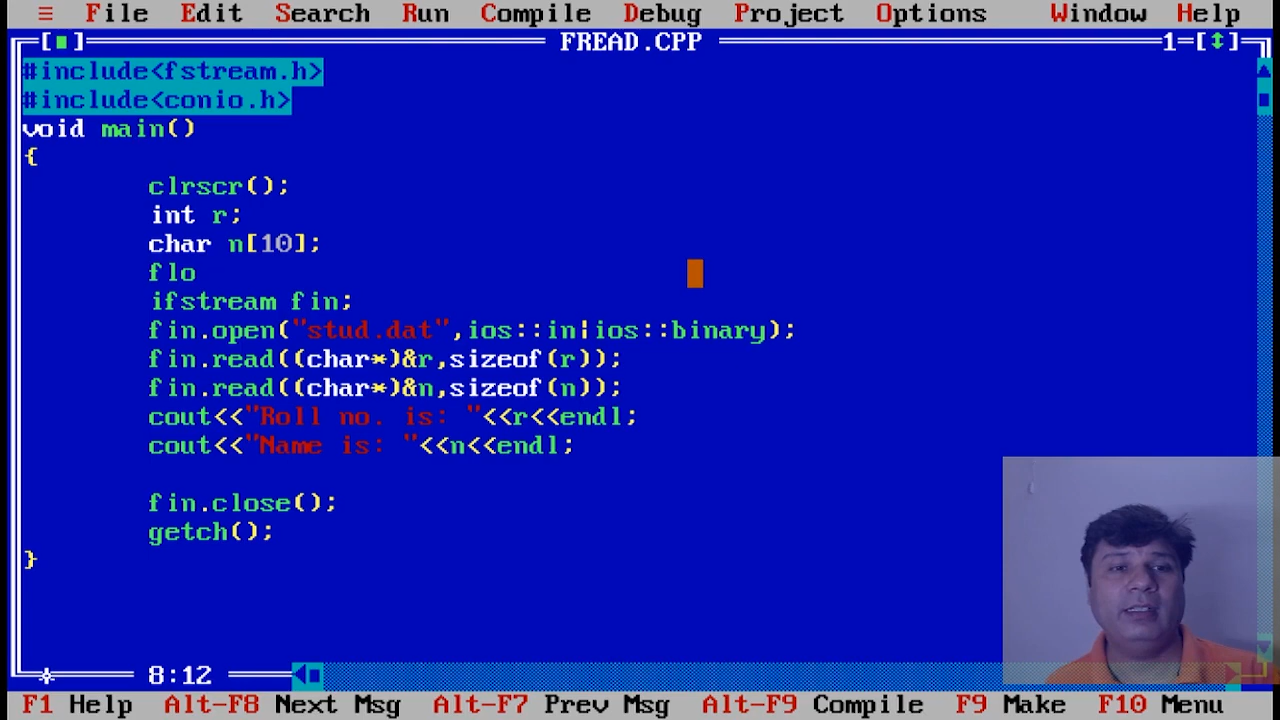 ≡ File Edit Search Run Compile Debug Project Options Window Help
[■] FREAD.CPP 1=[↕]
#include<fstream.h>
#include<conio.h>
void main()
{
clrscr();
int r;
char n[10];
flo
ifstream fin;
fin.open("stud.dat",ios::in|ios::binary);
fin.read((char*)&r,sizeof(r));
fin.read((char*)&n,sizeof(n));
cout<<"Roll no. is: "<<r<<endl;
cout<<"Name is: "<<n<<endl;
fin.close();
getch();
}
8:12
F1 Help Alt-F8 Next Msg Alt-F7 Prev Msg Alt-F9 Compile F9 Make F10 Menu